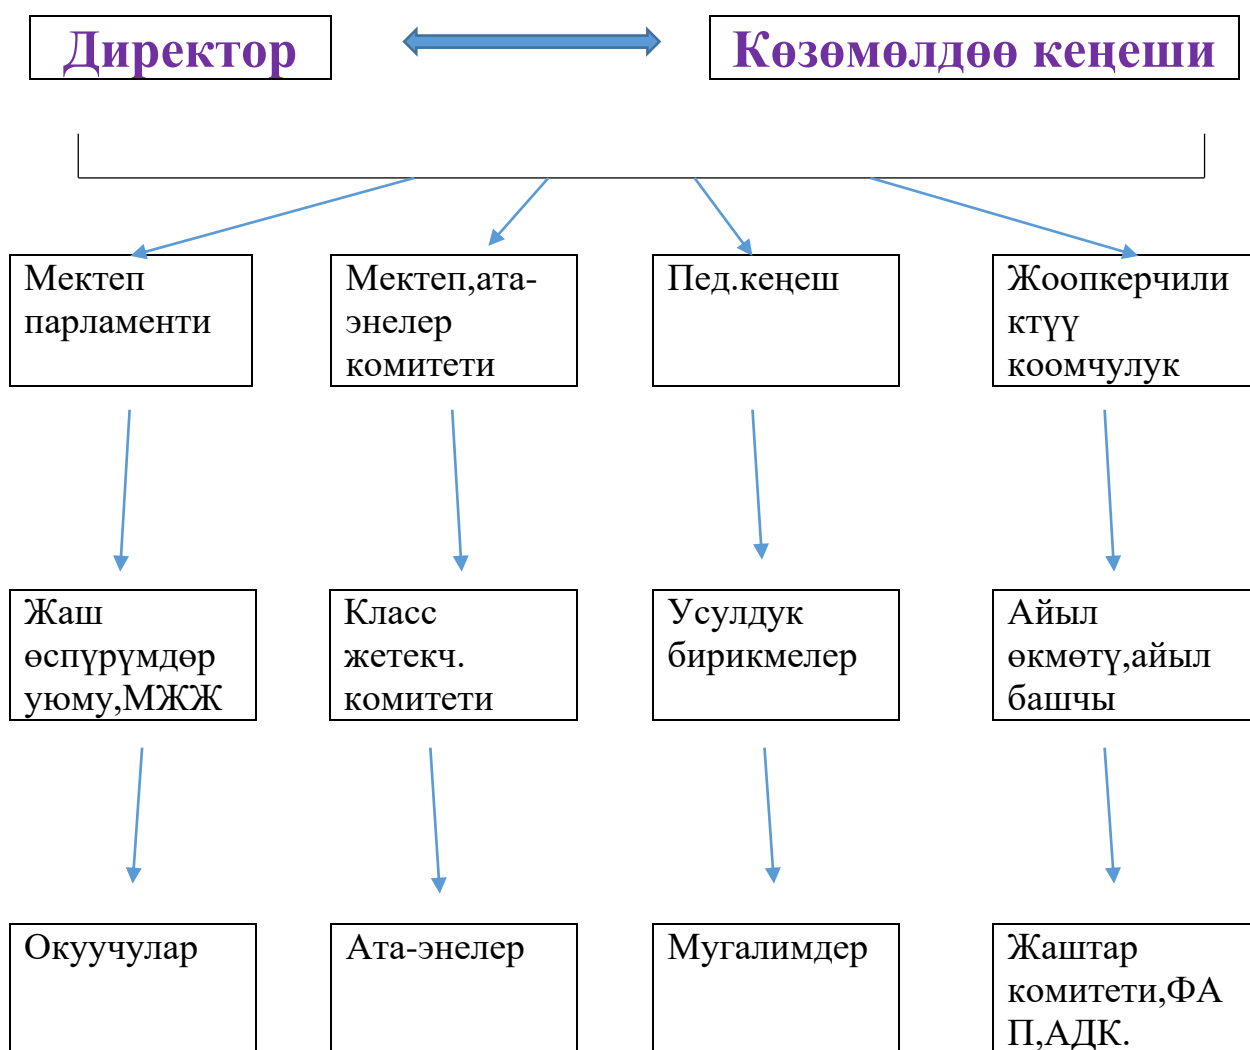 Директор
Көзөмөлдөө кеңеши
Мектеп
парламенти
Мектеп,ата-
энелер
комитети
Пед.кеңеш
Жоопкерчили
ктүү
коомчулук
Жаш
өспүрүмдөр
уюму,МЖЖ
Класс
жетекч.
комитети
Усулдук
бирикмелер
Айыл
өкмөтү,айыл
башчы
Окуучулар
Ата-энелер
Мугалимдер
Жаштар
комитети,ФА
П,АДК.